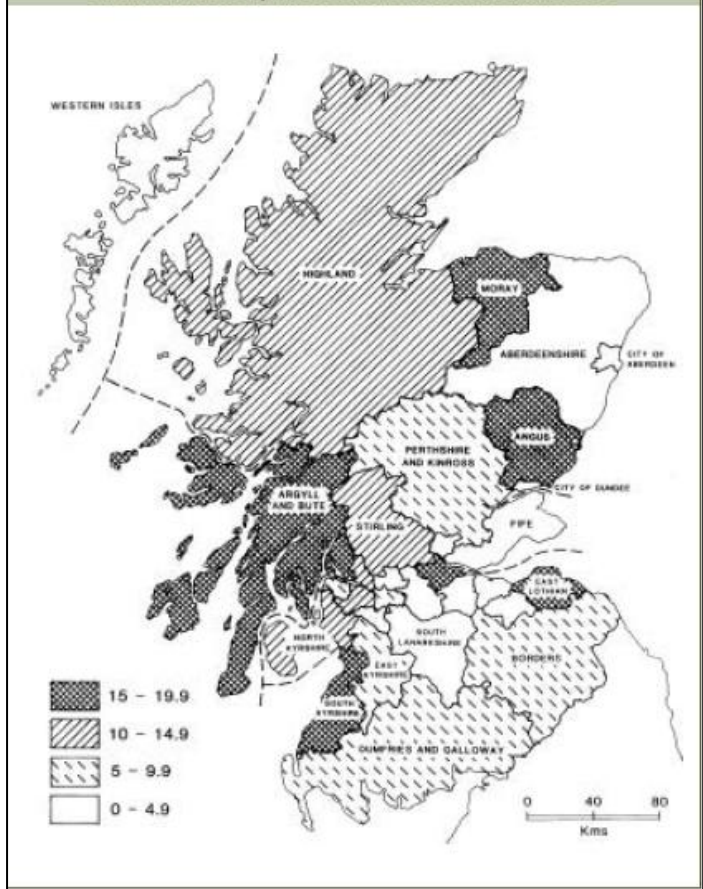 WESTERN ISLES
HIGHLAND
MORAY
ABERDEENSHIRE
CITY OF
ABERDEEN
PERTHSHIRE
AND KINROSS
ANGUS
CITY OF DUNDEE
ARGYLL
AND BUTE
STIRLING
FIFE
EAST
LOTHIAN
NORTH
AYRSHIRE
SOUTH
LANARKSHIRE
EAST
AYRSHIRE
BORDERS
SOUTH
AYRSHIRE
DUMFRIES AND GALLOWAY
15 - 19.9
10 - 14.9
5 - 9.9
0 - 4.9
0 40 80
Kms